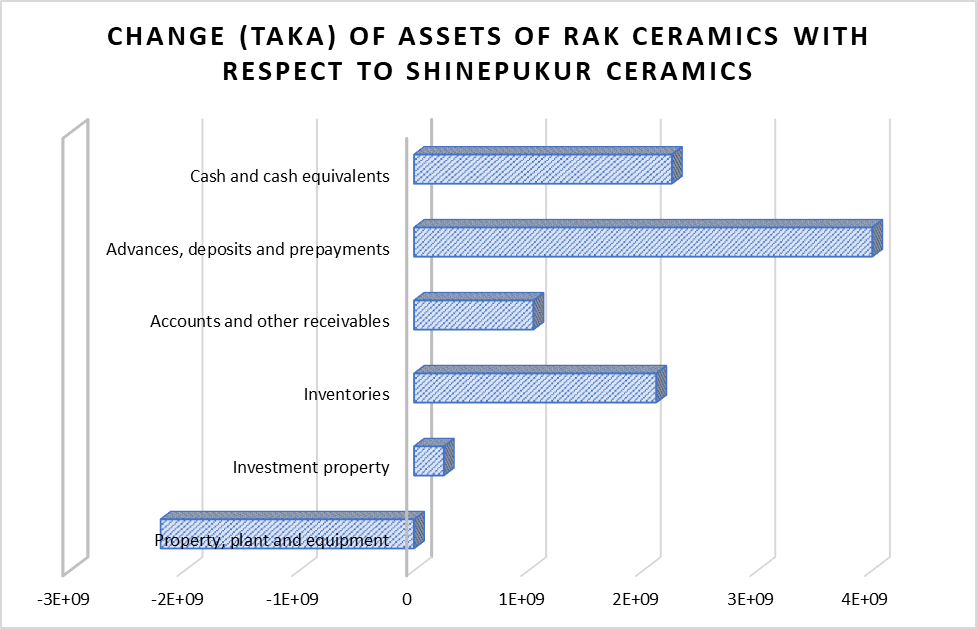 CHANGE (TAKA) OF ASSETS OF RAK CERAMICS WITH
RESPECT TO SHINEPUKUR CERAMICS
Cash and cash equivalents
Advances, deposits and prepayments
Accounts and other receivables
Inventories
Investment property
Property, plant and equipment
-3E+09 -2E+09 -1E+09 0 1E+09 2E+09 3E+09 4E+09